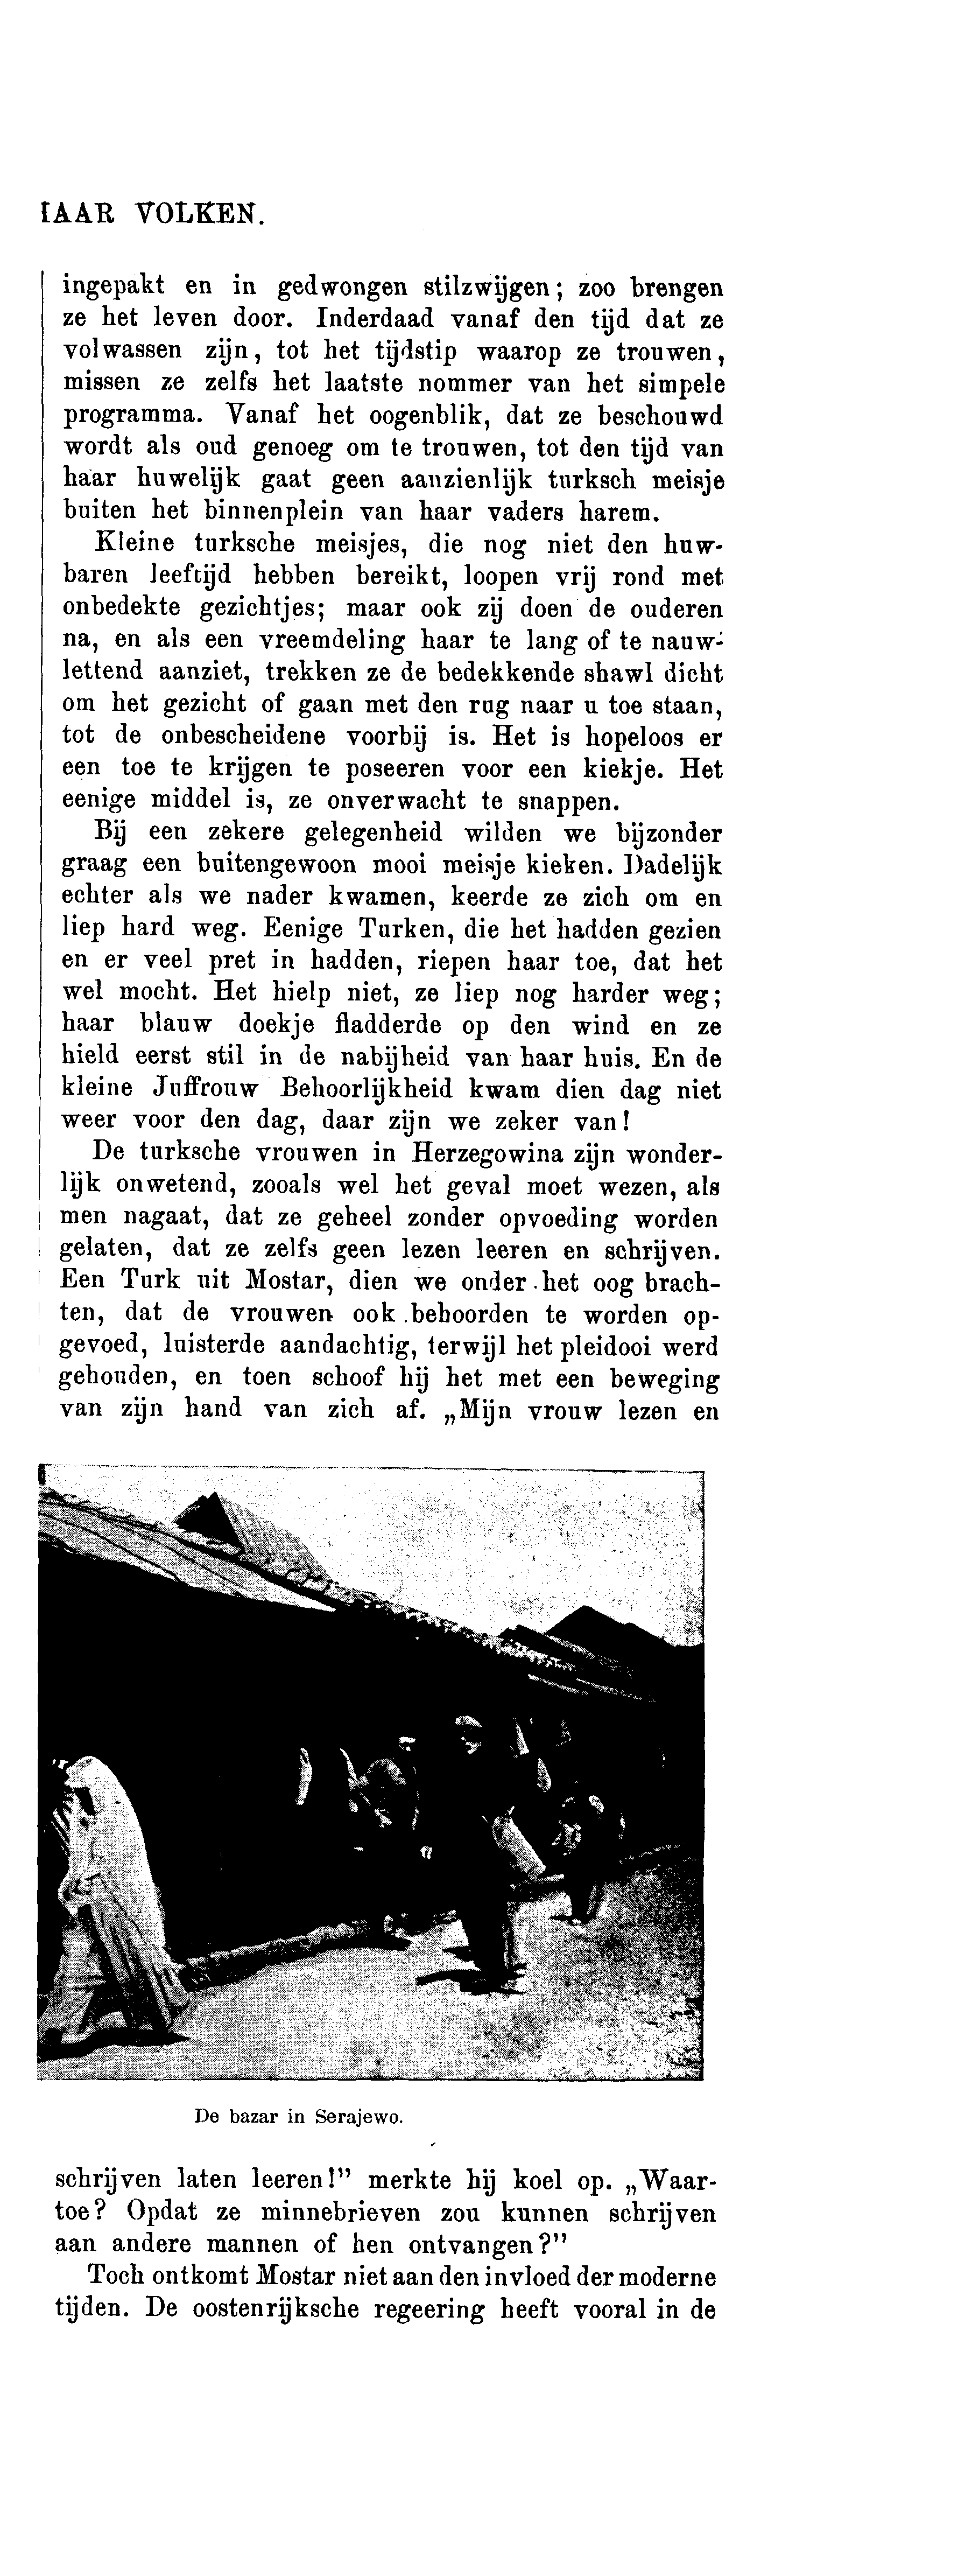 HAAR VOLKEN.
ingepakt en in gedwongen stilzwijgen; zoo brengen
ze het leven door. Inderdaad vanaf den tijd dat ze
volwassen zijn, tot het tijdstip waarop ze trouwen,
missen ze zelfs het laatste nommer van het simpele
programma. Vanaf het oogenblik, dat ze beschouwd
wordt als oud genoeg om te trouwen, tot den tijd van
haar huwelijk gaat geen aanzienlijk turksch meisje
buiten het binnenplein van haar vaders harem.
Kleine turksche meisjes, die nog niet den huw-
baren leeftijd hebben bereikt, loopen vrij rond met
onbedekte gezichtjes; maar ook zij doen de ouderen
na, en als een vreemdeling haar te lang of te nauw-
lettend aanziet, trekken ze de bedekkende shawl dicht
om het gezicht of gaan met den rug naar u toe staan,
tot de onbescheidene voorbij is. Het is hopeloos er
een toe te krijgen te poseeren voor een kiekje. Het
eenige middel is, ze onverwacht te snappen.
Bij een zekere gelegenheid wilden we bijzonder
graag een buitengewoon mooi meisje kieken. Dadelijk
echter als we nader kwamen, keerde ze zich om en
liep hard weg. Eenige Turken, die het hadden gezien
en er veel pret in hadden, riepen haar toe, dat het
wel mocht. Het hielp niet, ze liep nog harder weg;
haar blauw doekje fladderde op den wind en ze
hield eerst stil in de nabijheid van haar huis. En de
kleine Juffrouw Behoorlijkheid kwam dien dag niet
weer voor den dag, daar zijn we zeker van!
De turksche vrouwen in Herzegowina zijn wonder-
lijk onwetend, zooals wel het geval moet wezen, als
men nagaat, dat ze geheel zonder opvoeding worden
gelaten, dat ze zelfs geen lezen leeren en schrijven.
Een Turk uit Mostar, dien we onder het oog brach-
ten, dat de vrouwen ook behoorden te worden op-
gevoed, luisterde aandachtig, terwijl het pleidooi werd
gehouden, en toen schoof hij het met een beweging
van zijn hand van zich af. „Mijn vrouw lezen en
De bazar in Serajewo.
schrijven laten leeren!” merkte hij koel op. „Waar-
toe? Opdat ze minnebrieven zou kunnen schrijven
aan andere mannen of hen ontvangen?”
Toch ontkomt Mostar niet aan den invloed der moderne
tijden. De oostenrijksche regeering heeft vooral in de